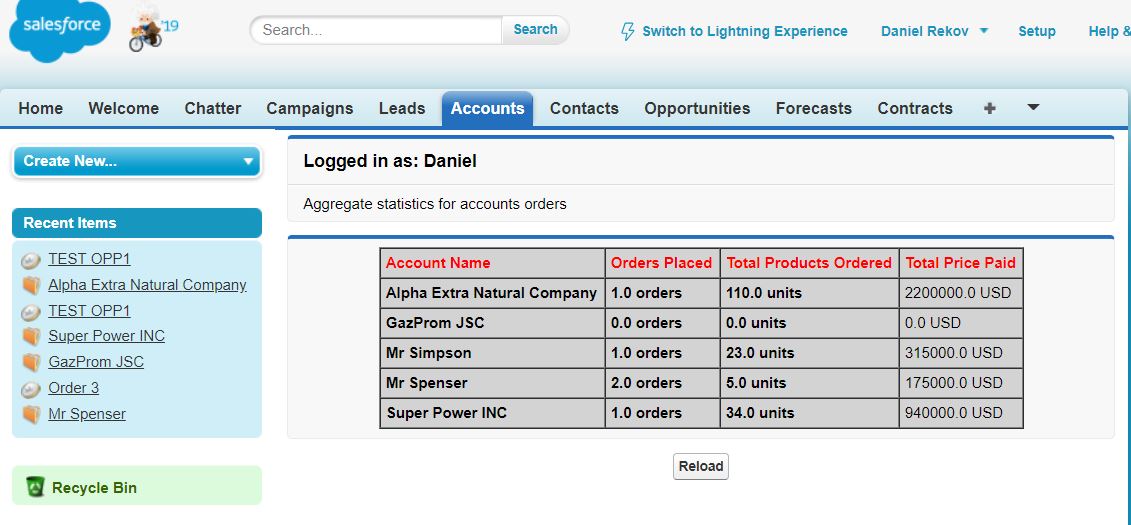 salesforce '19 Search... Search Switch to Lightning Experience Daniel Rekov Setup Help &
Home Welcome Chatter Campaigns Leads Accounts Contacts Opportunities Forecasts Contracts +
Create New...
Recent Items
TEST OPP1
Alpha Extra Natural Company
TEST OPP1
Super Power INC
GazProm JSC
Order 3
Mr Spenser
Recycle Bin
Logged in as: Daniel
Aggregate statistics for accounts orders
Account Name Orders Placed Total Products Ordered Total Price Paid
Alpha Extra Natural Company 1.0 orders 110.0 units 2200000.0 USD
GazProm JSC 0.0 orders 0.0 units 0.0 USD
Mr Simpson 1.0 orders 23.0 units 315000.0 USD
Mr Spenser 2.0 orders 5.0 units 175000.0 USD
Super Power INC 1.0 orders 34.0 units 940000.0 USD
Reload